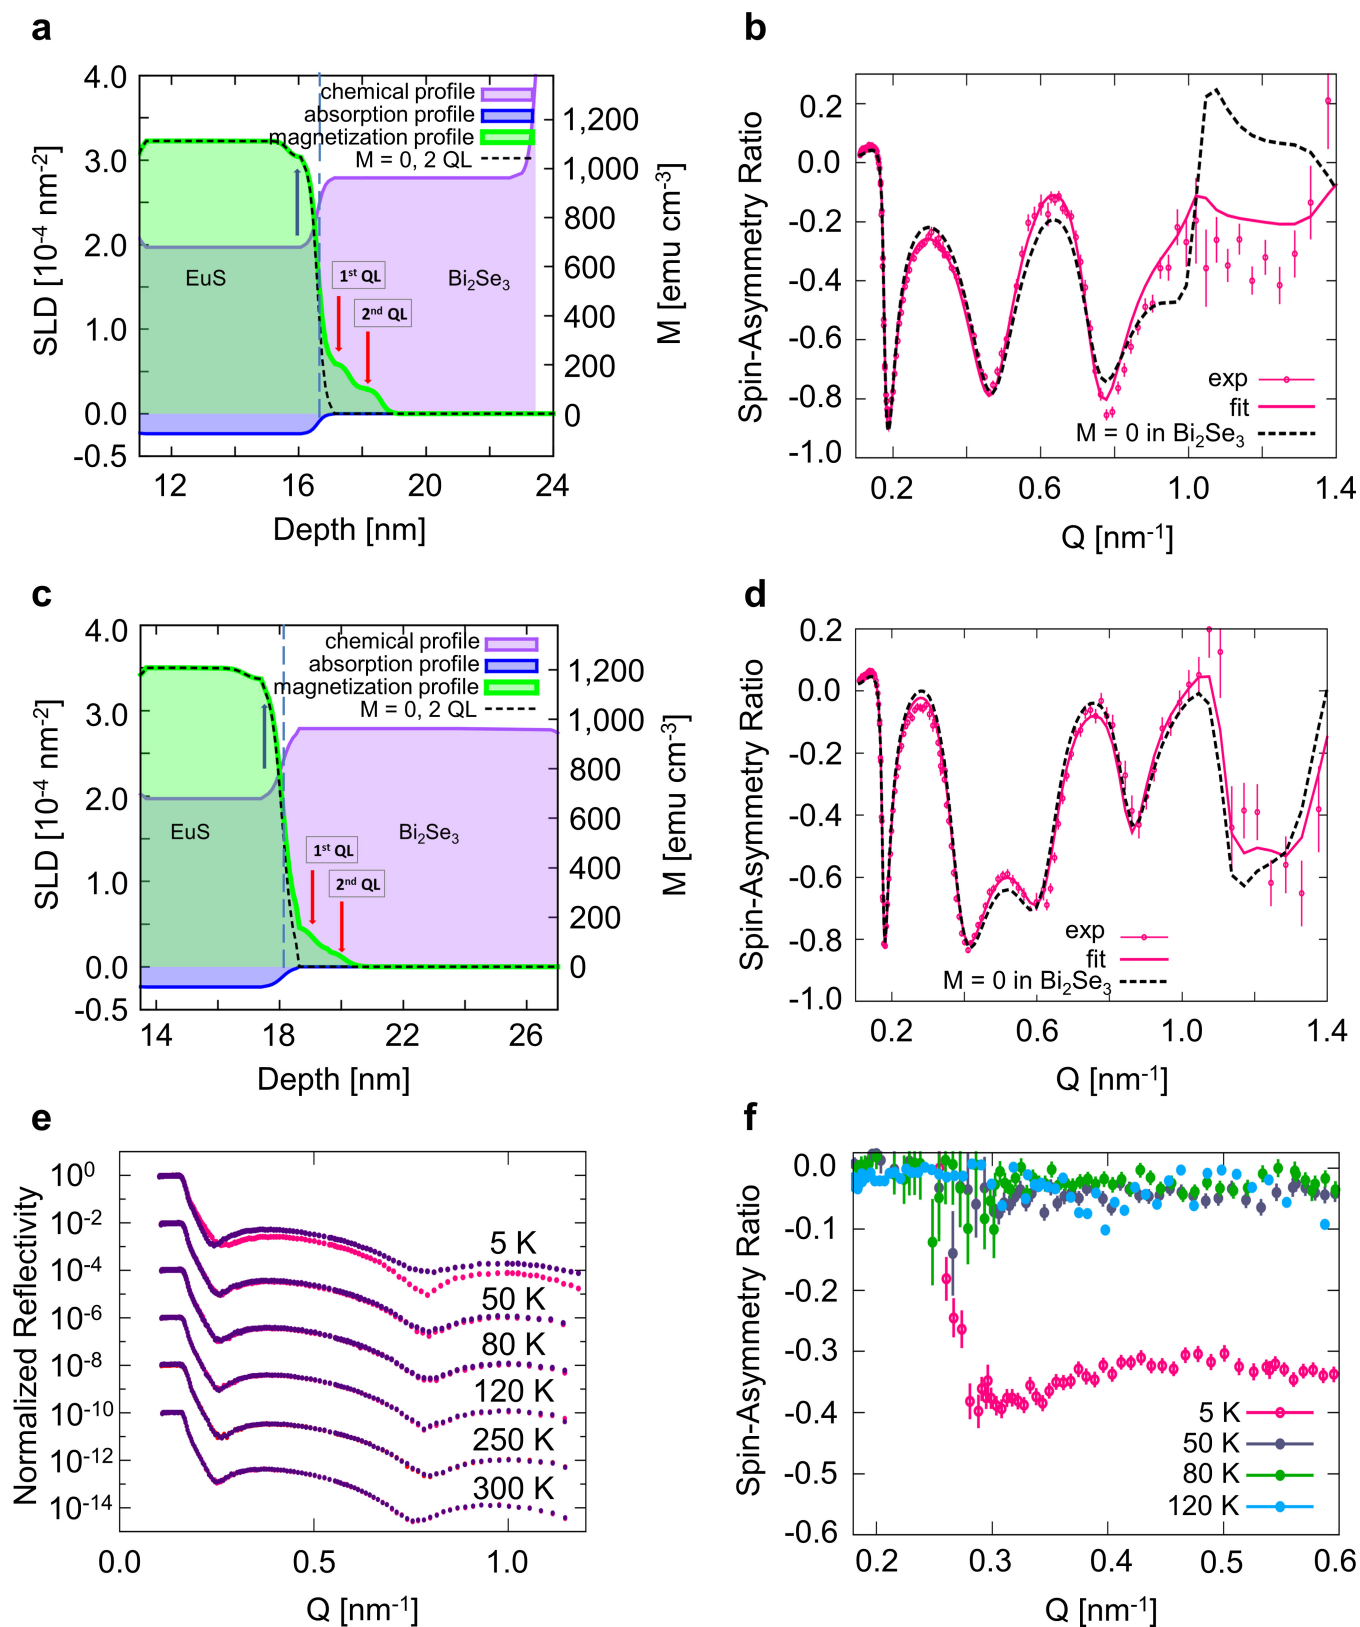 a
4.0
3.0
2.0
1.0
0.0
-0.5
SLD [10-4 nm-2]
chemical profile
absorption profile
magnetization profile
M = 0, 2 QL
EuS
1st QL
2nd QL
Bi2Se3
1,200
1,000
800
600
400
200
0
M [emu cm-3]
12 16 20 24
Depth [nm]
b
0.2
0.0
-0.2
-0.4
-0.6
-0.8
-1.0
Spin-Asymmetry Ratio
exp
fit
M = 0 in Bi2Se3
0.2 0.6 1.0 1.4
Q [nm-1]
c
4.0
3.0
2.0
1.0
0.0
-0.5
SLD [10-4 nm-2]
chemical profile
absorption profile
magnetization profile
M = 0, 2 QL
EuS
Bi2Se3
1st QL
2nd QL
1,200
1,000
800
600
400
200
0
M [emu cm-3]
14 18 22 26
Depth [nm]
d
0.2
0.0
-0.2
-0.4
-0.6
-0.8
-1.0
Spin-Asymmetry Ratio
exp
fit
M = 0 in Bi2Se3
0.2 0.6 1.0 1.4
Q [nm-1]
e
100
10-2
10-4
10-6
10-8
10-10
10-12
10-14
Normalized Reflectivity
5 K
50 K
80 K
120 K
250 K
300 K
0.0 0.5 1.0
Q [nm-1]
f
0.0
-0.1
-0.2
-0.3
-0.4
-0.5
-0.6
Spin-Asymmetry Ratio
5 K
50 K
80 K
120 K
0.2 0.3 0.4 0.5 0.6
Q [nm-1]